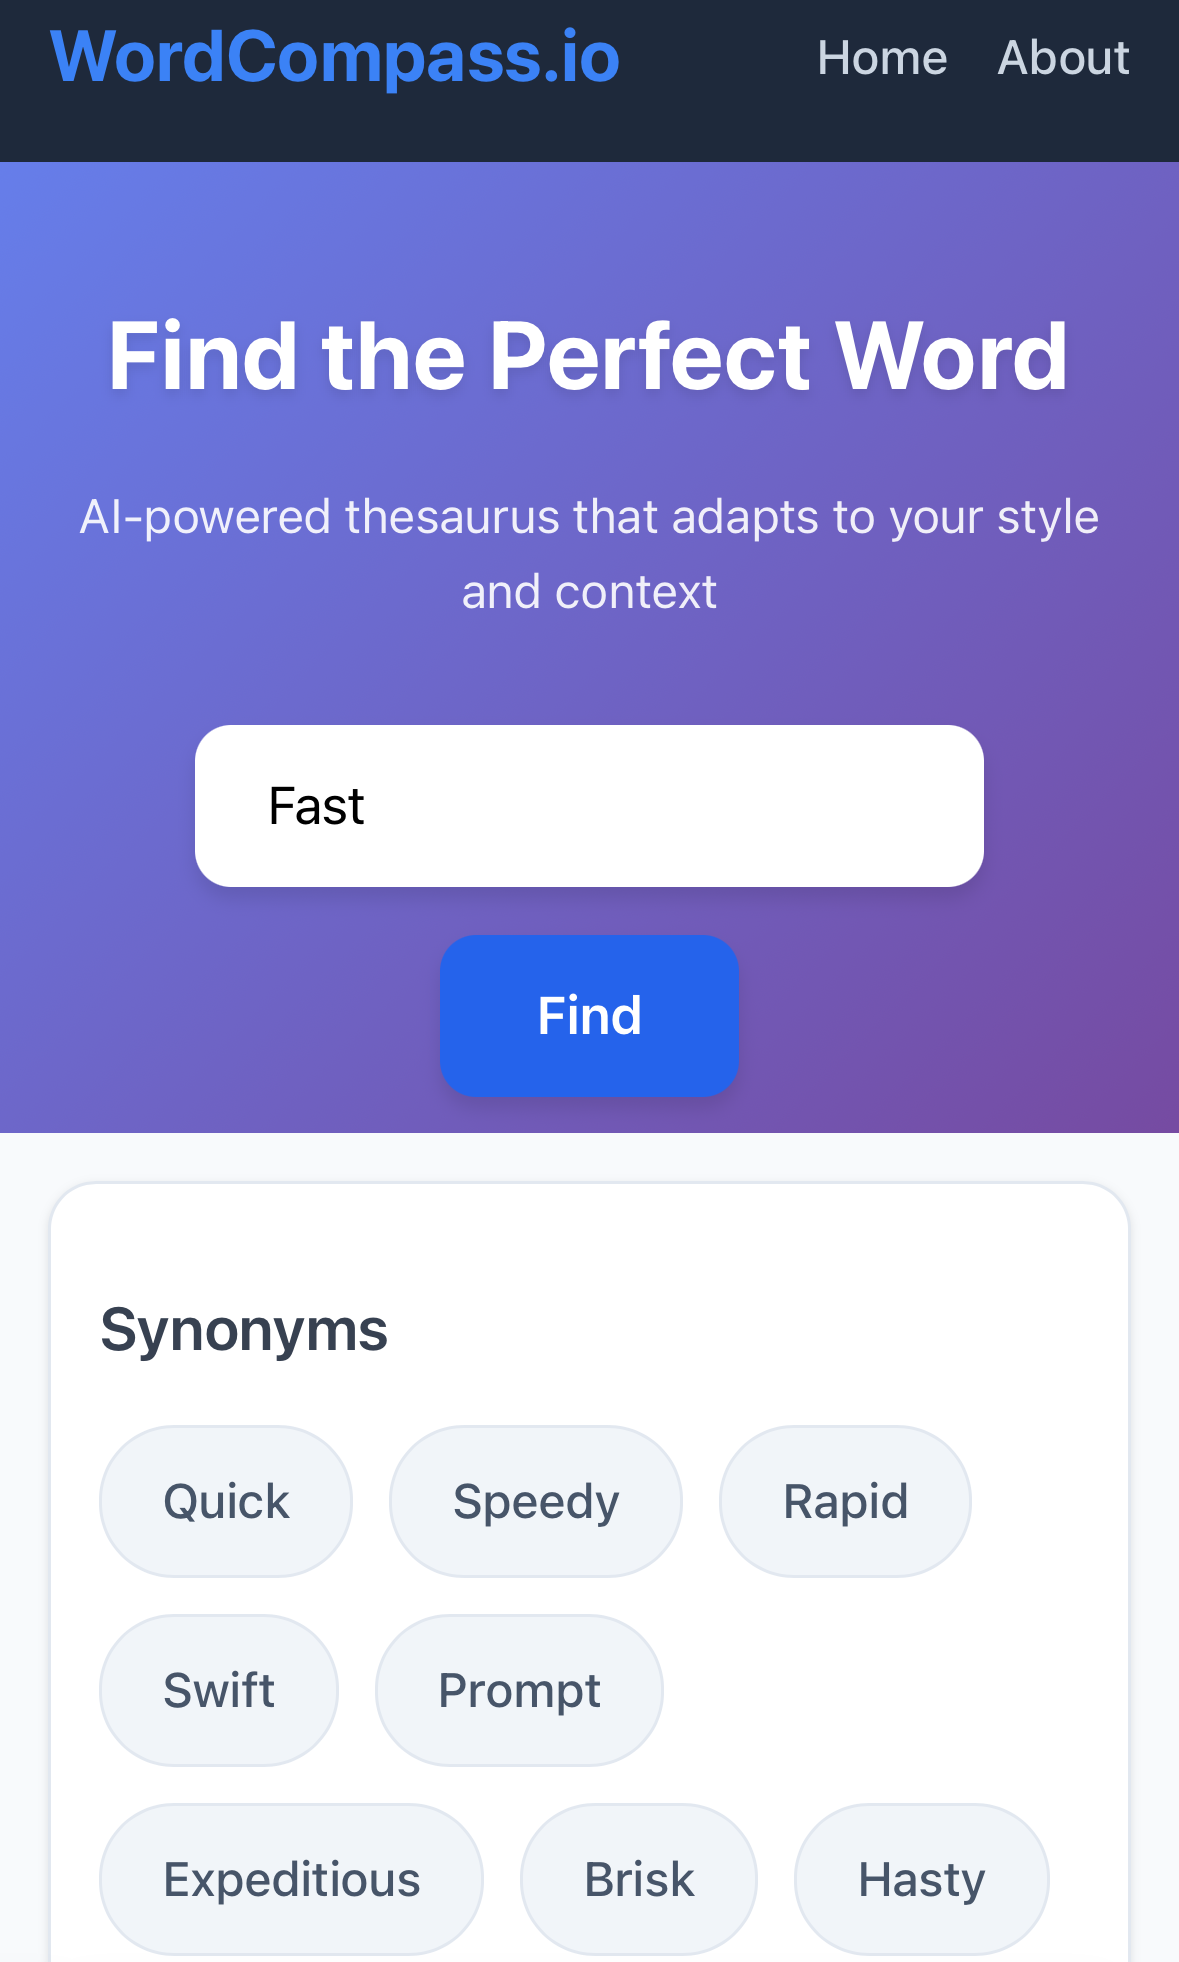 WordCompass.io Home About
Find the Perfect Word
AI-powered thesaurus that adapts to your style
and context
Fast
Find
Synonyms
Quick Speedy Rapid
Swift Prompt
Expeditious Brisk Hasty